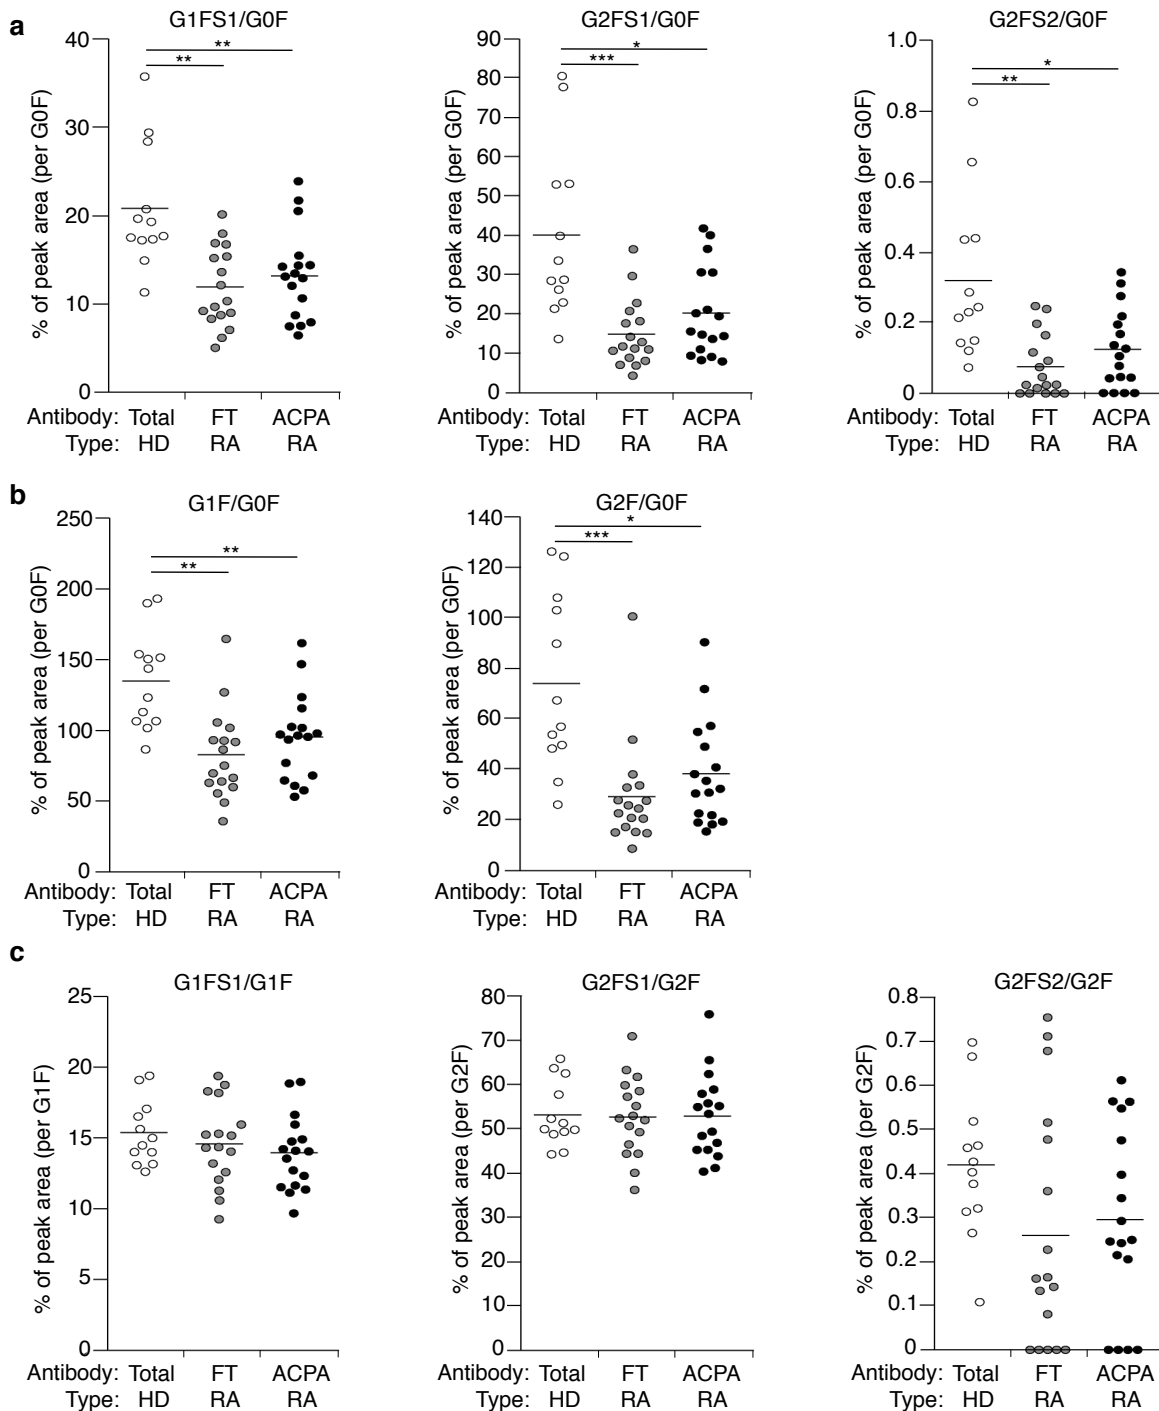 a
G1FS1/G0F
G2FS1/G0F
G2FS2/G0F
% of peak area (per G0F)
40
30
20
10
0
**
**
% of peak area (per G0F)
90
80
70
60
50
40
30
20
10
0
*
***
% of peak area (per G0F)
1.0
0.8
0.6
0.4
0.2
0
*
**
Antibody: Total FT ACPA
Type: HD RA RA
Total FT ACPA
HD RA RA
Total FT ACPA
HD RA RA
b
G1F/G0F
G2F/G0F
% of peak area (per G0F)
250
200
150
100
50
0
**
**
% of peak area (per G0F)
140
120
100
80
60
40
20
0
*
***
Antibody: Total FT ACPA
Type: HD RA RA
Antibody: Total FT ACPA
Type: HD RA RA
c
G1FS1/G1F
G2FS1/G2F
G2FS2/G2F
% of peak area (per G1F)
25
20
15
10
5
0
% of peak area (per G2F)
80
70
60
50
40
30
20
10
0
% of peak area (per G2F)
0.8
0.7
0.6
0.5
0.4
0.3
0.2
0.1
0
Antibody: Total FT ACPA
Type: HD RA RA
Antibody: Total FT ACPA
Type: HD RA RA
Antibody: Total FT ACPA
Type: HD RA RA